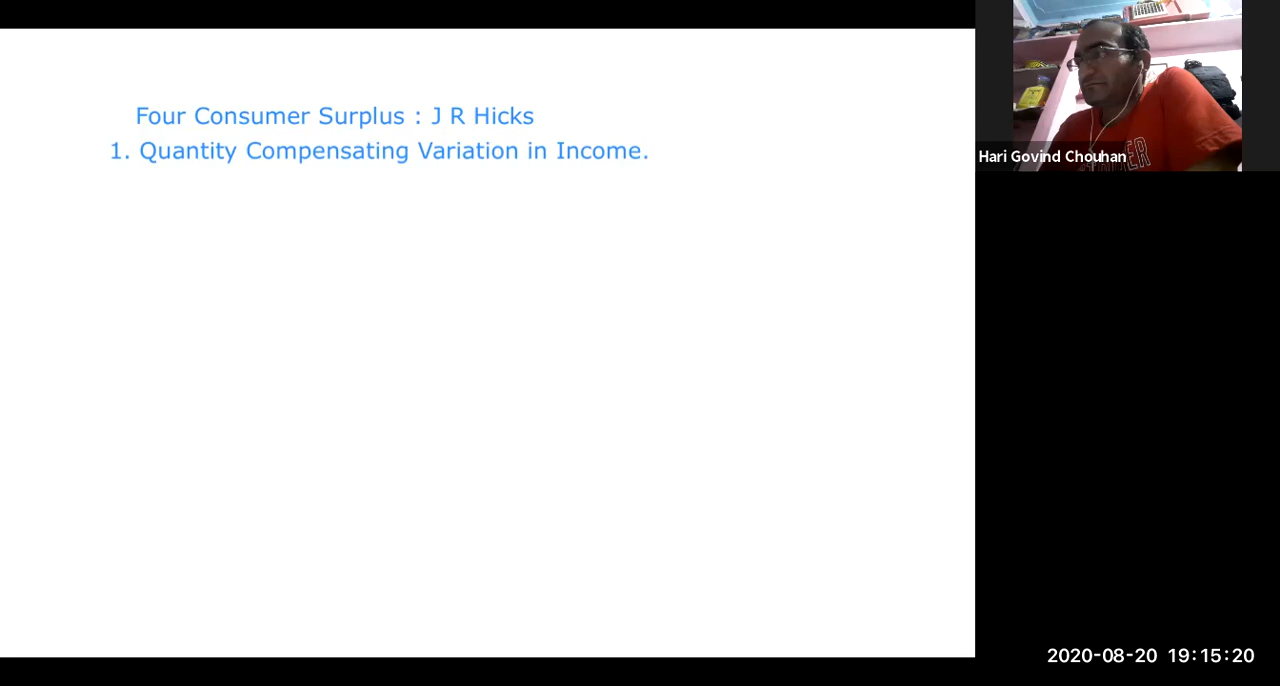 Four Consumer Surplus : J R Hicks
1. Quantity Compensating Variation in Income.
Hari Govind Chouhan
2020-08-20 19:15:20